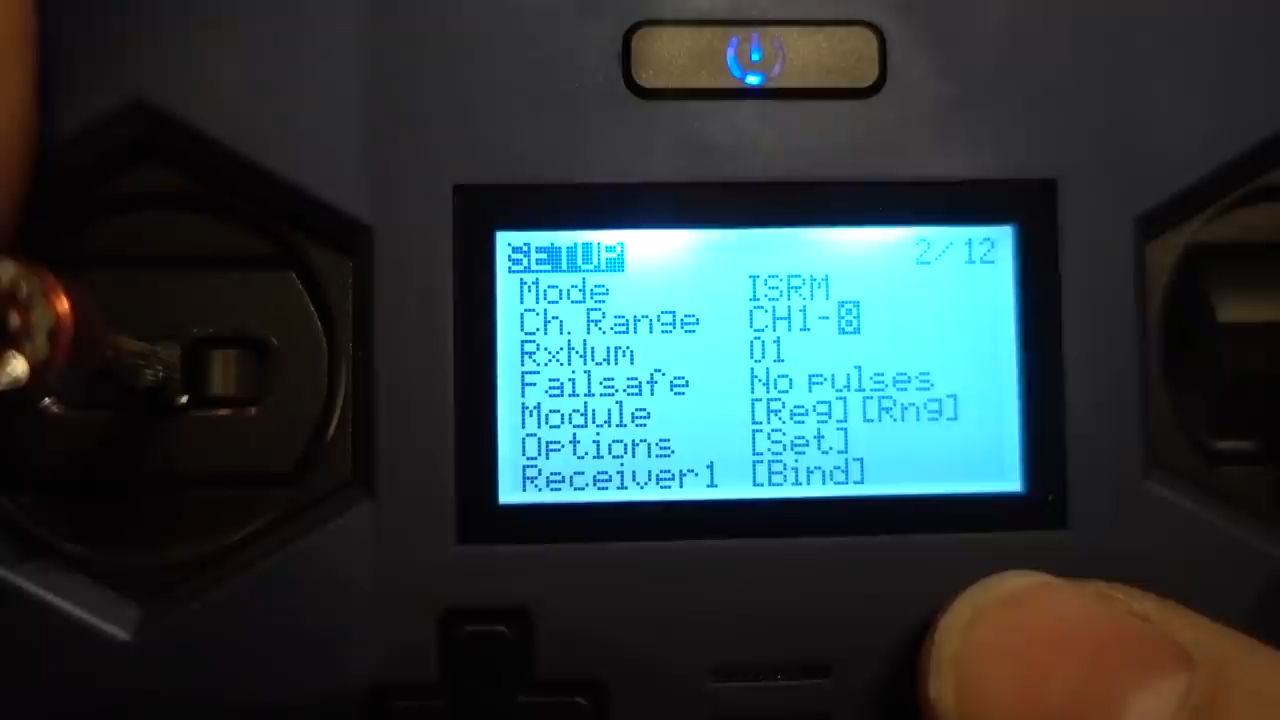 SETUP 2/12
Mode ISRM
Ch. Range CH1-8
RxNum 01
Failsafe No pulses
Module [Reg] [Rng]
Options [Set]
Receiver1 [Bind]